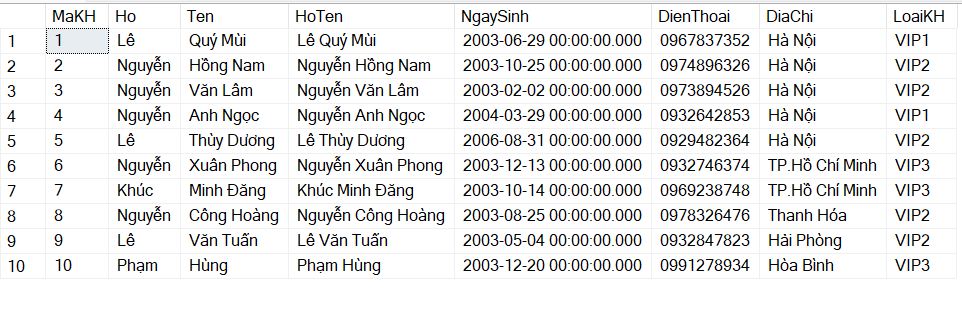 MaKH Ho Ten HoTen NgaySinh DienThoai DiaChi LoaiKH
1 1 Lê Quý Mùi Lê Quý Mùi 2003-06-29 00:00:00.000 0967837352 Hà Nội VIP1
2 2 Nguyễn Hồng Nam Nguyễn Hồng Nam 2003-10-25 00:00:00.000 0974896326 Hà Nội VIP2
3 3 Nguyễn Văn Lâm Nguyễn Văn Lâm 2003-02-02 00:00:00.000 0973894526 Hà Nội VIP2
4 4 Nguyễn Anh Ngọc Nguyễn Anh Ngọc 2004-03-29 00:00:00.000 0932642853 Hà Nội VIP1
5 5 Lê Thùy Dương Lê Thùy Dương 2006-08-31 00:00:00.000 0929482364 Hà Nội VIP2
6 6 Nguyễn Xuân Phong Nguyễn Xuân Phong 2003-12-13 00:00:00.000 0932746374 TP.Hồ Chí Minh VIP3
7 7 Khúc Minh Đăng Khúc Minh Đăng 2003-10-14 00:00:00.000 0969238748 TP.Hồ Chí Minh VIP3
8 8 Nguyễn Công Hoàng Nguyễn Công Hoàng 2003-08-25 00:00:00.000 0978326476 Thanh Hóa VIP2
9 9 Lê Văn Tuấn Lê Văn Tuấn 2003-05-04 00:00:00.000 0932847823 Hải Phòng VIP2
10 10 Phạm Hùng Phạm Hùng 2003-12-20 00:00:00.000 0991278934 Hòa Bình VIP3